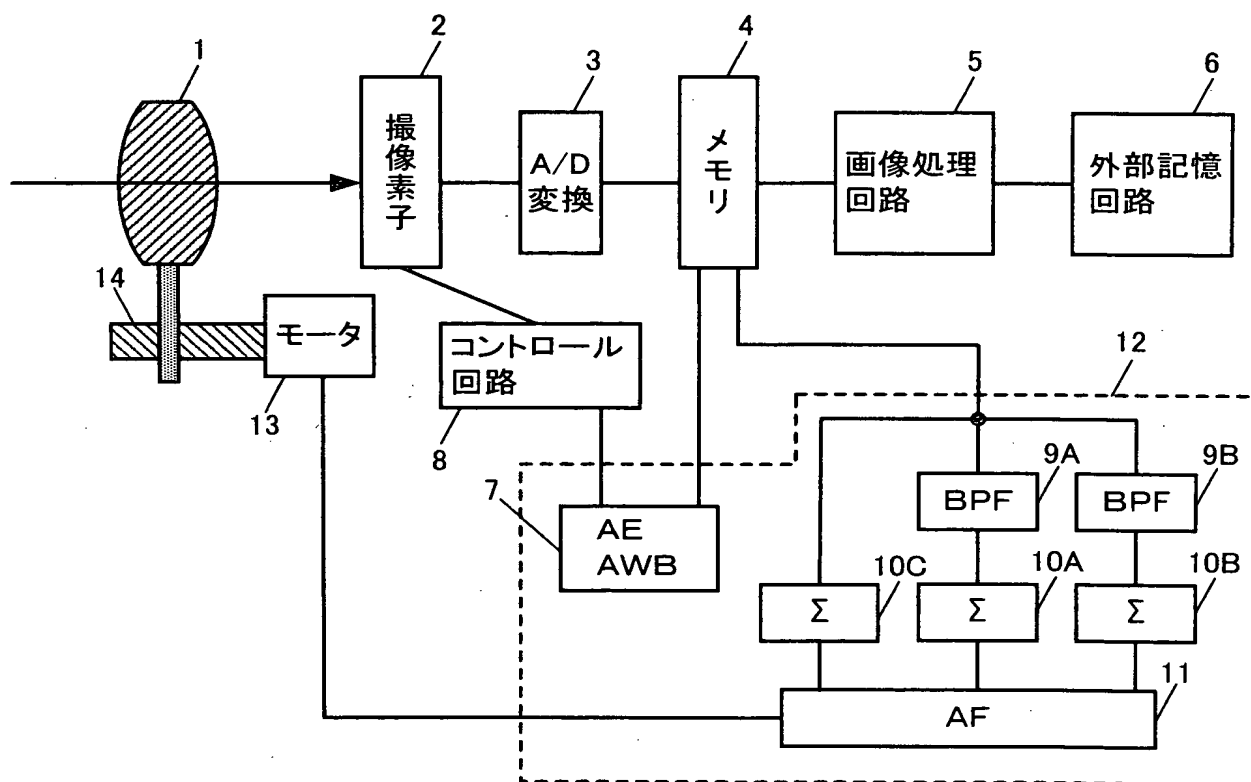 1
2
3
4
5
6
撮像素子
A/D
変換
メモリ
画像処理
回路
外部記憶
回路
14
モータ
13
コントロール
回路
8
12
7
AE
AWB
9A
BPF
9B
BPF
10C
Σ
10A
Σ
10B
Σ
11
AF